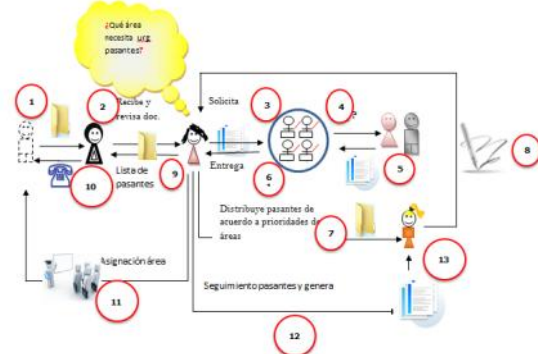 ¿Qué área
necesita urg
pasantes?
1
2
Recibe y
revisa doc.
Solicita
3
4
?
5
6
Entrega
8
10
Lista de
pasantes
9
Distribuye pasantes de
acuerdo a prioridades de
áreas
7
Asignación área
11
Seguimiento pasantes y genera
12
13